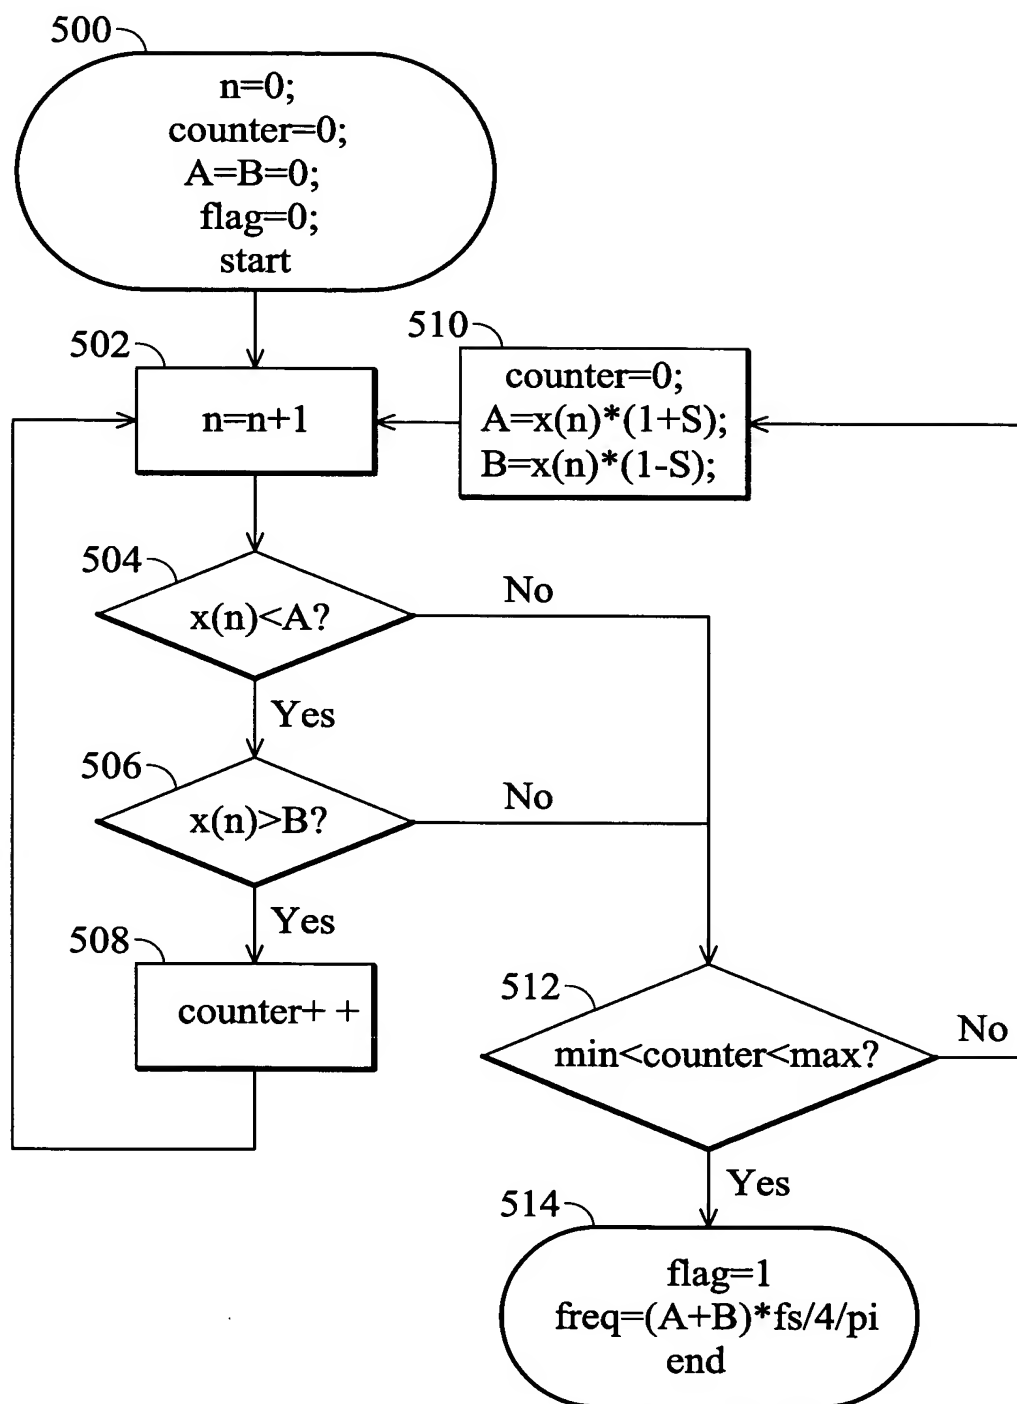 500
n=0;
counter=0;
A=B=0;
flag=0;
start
502
n=n+1
510
counter=0;
A=x(n)*(1+S);
B=x(n)*(1-S);
504
x(n)<A?
No
Yes
506
x(n)>B?
No
Yes
508
counter+ +
512
min<counter<max?
No
Yes
514
flag=1
freq=(A+B)*fs/4/pi
end